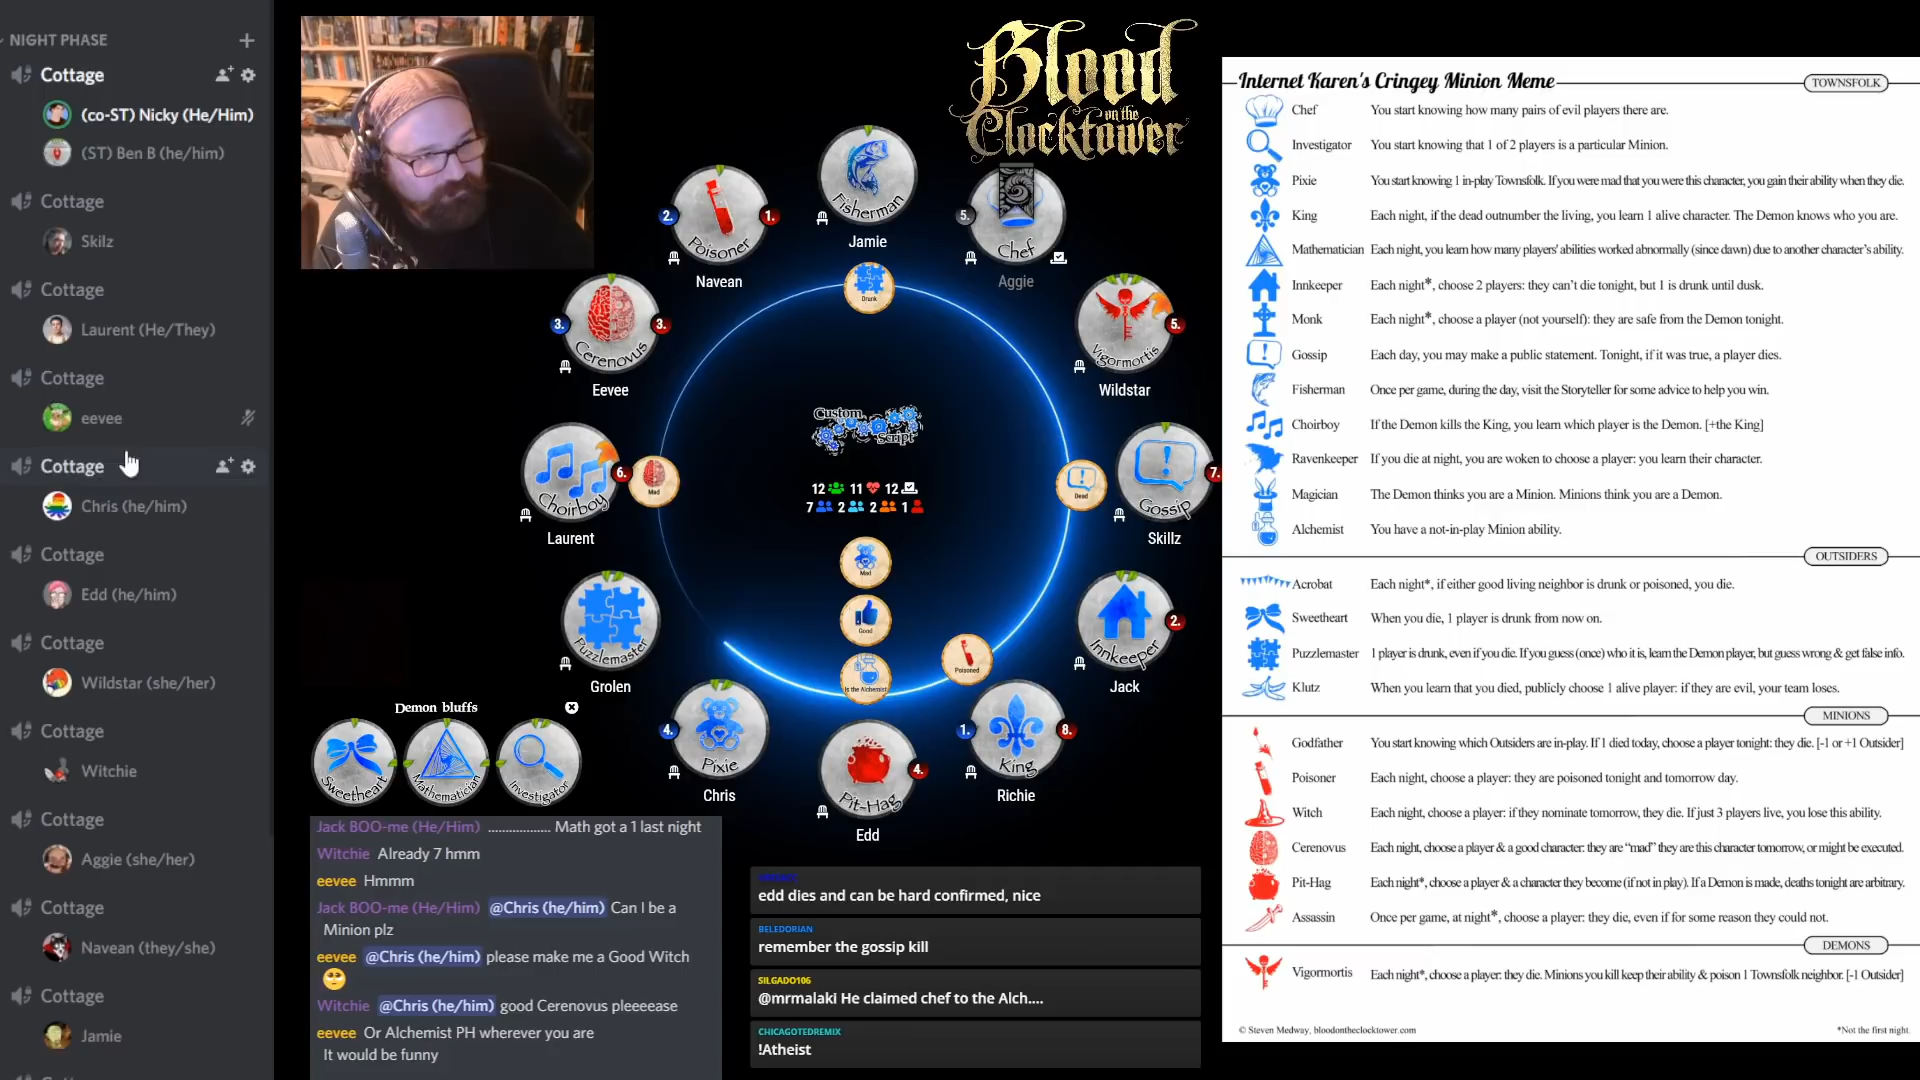 NIGHT PHASE
Cottage
(co-ST) Nicky (He/Him)
(ST) Ben B (he/him)
Cottage
Skilz
Cottage
Laurent (He/They)
Cottage
eevee
Cottage
Chris (he/him)
Cottage
Edd (he/him)
Cottage
Wildstar (she/her)
Cottage
Witchie
Cottage
Aggie (she/her)
Cottage
Navean (they/she)
Cottage
Jamie
Blood
on the
Clocktower
Fisherman
Jamie
Drunk
5.
Chef
Aggie
Vigormortis
5.
Wildstar
Gossip
7.
Skillz
Dead
Innkeeper
2.
Jack
Poisoned
1.
King
8.
Richie
Pit-Hag
4.
Edd
4.
Pixie
Chris
Puzzlemaster
Grolen
Choirboy
6.
Laurent
Mad
3.
Cerenovus
3.
Eevee
2.
Poisoner
1.
Navean
Custom
Script
12 11 12
7 2 2 1
Mad
Good
Is the Alchemist
Demon bluffs
Sweetheart
Mathematician
Investigator
Jack BOO-me (He/Him) .................. Math got a 1 last night
Witchie Already 7 hmm
eevee Hmmm
Jack BOO-me (He/Him) @Chris (he/him) Can I be a
Minion plz
eevee @Chris (he/him) please make me a Good Witch
Witchie @Chris (he/him) good Cerenovus pleeeease
eevee Or Alchemist PH wherever you are
It would be funny
edd dies and can be hard confirmed, nice
BELEDORIAN
remember the gossip kill
SILGADO106
@mrmalaki He claimed chef to the Alch....
CHICAGOTEDREMIX
!Atheist
Internet Karen's Cringey Minion Meme
TOWNSFOLK
Chef You start knowing how many pairs of evil players there are.
Investigator You start knowing that 1 of 2 players is a particular Minion.
Pixie You start knowing 1 in-play Townsfolk. If you were mad that you were this character, you gain their ability when they die.
King Each night, if the dead outnumber the living, you learn 1 alive character. The Demon knows who you are.
Mathematician Each night, you learn how many players' abilities worked abnormally (since dawn) due to another character's ability.
Innkeeper Each night*, choose 2 players: they can't die tonight, but 1 is drunk until dusk.
Monk Each night*, choose a player (not yourself): they are safe from the Demon tonight.
Gossip Each day, you may make a public statement. Tonight, if it was true, a player dies.
Fisherman Once per game, during the day, visit the Storyteller for some advice to help you win.
Choirboy If the Demon kills the King, you learn which player is the Demon. [+the King]
Ravenkeeper If you die at night, you are woken to choose a player: you learn their character.
Magician The Demon thinks you are a Minion. Minions think you are a Demon.
Alchemist You have a not-in-play Minion ability.
OUTSIDERS
Acrobat Each night*, if either good living neighbor is drunk or poisoned, you die.
Sweetheart When you die, 1 player is drunk from now on.
Puzzlemaster 1 player is drunk, even if you die. If you guess (once) who it is, learn the Demon player, but guess wrong & get false info.
Klutz When you learn that you died, publicly choose 1 alive player: if they are evil, your team loses.
MINIONS
Godfather You start knowing which Outsiders are in-play. If 1 died today, choose a player tonight: they die. [-1 or +1 Outsider]
Poisoner Each night, choose a player: they are poisoned tonight and tomorrow day.
Witch Each night, choose a player: if they nominate tomorrow, they die. If just 3 players live, you lose this ability.
Cerenovus Each night, choose a player & a good character: they are "mad" they are this character tomorrow, or might be executed.
Pit-Hag Each night*, choose a player & a character they become (if not in play). If a Demon is made, deaths tonight are arbitrary.
Assassin Once per game, at night*, choose a player: they die, even if for some reason they could not.
DEMONS
Vigormortis Each night*, choose a player: they die. Minions you kill keep their ability & poison 1 Townsfolk neighbor. [-1 Outsider]
© Steven Medway, bloodontheclocktower.com
*Not the first night.